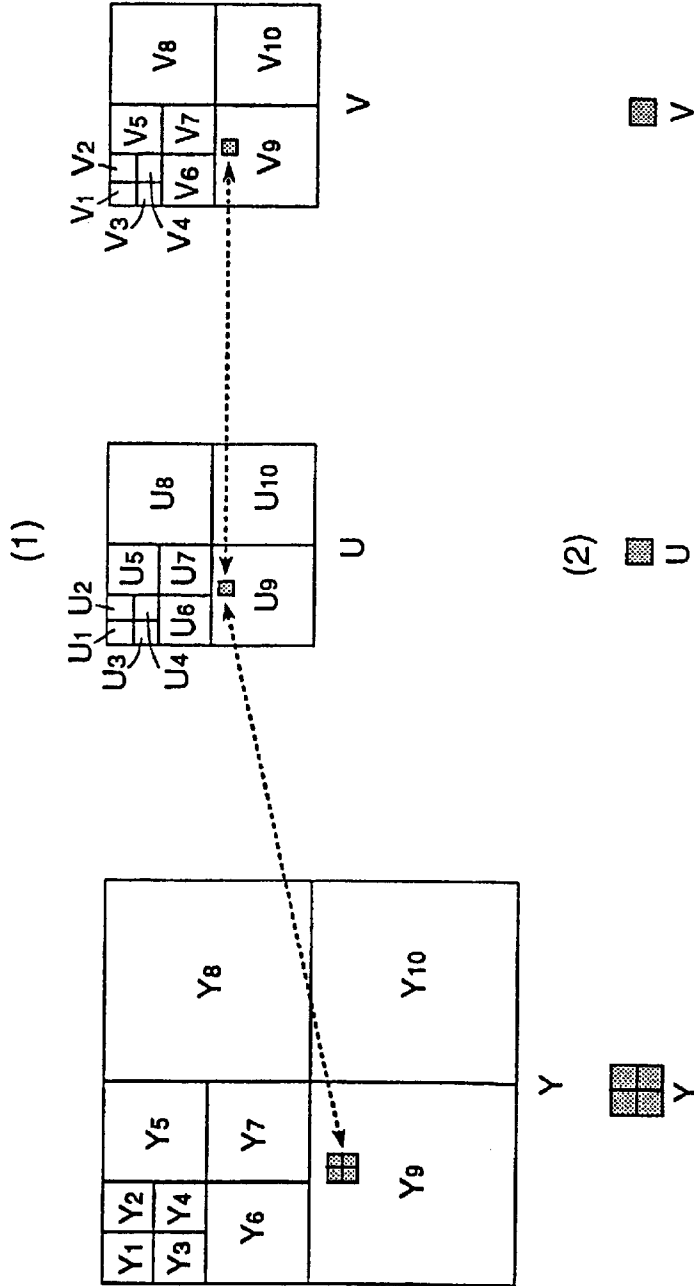 (1)
Y1 Y2 Y5 Y8
Y3 Y4
Y6 Y7
Y9 Y10
Y
U1 U2 U5 U8
U3 U4 U6 U7
U9 U10
U
V1 V2 V5 V8
V3 V4 V6 V7
V9 V10
V
(2)
Y U V